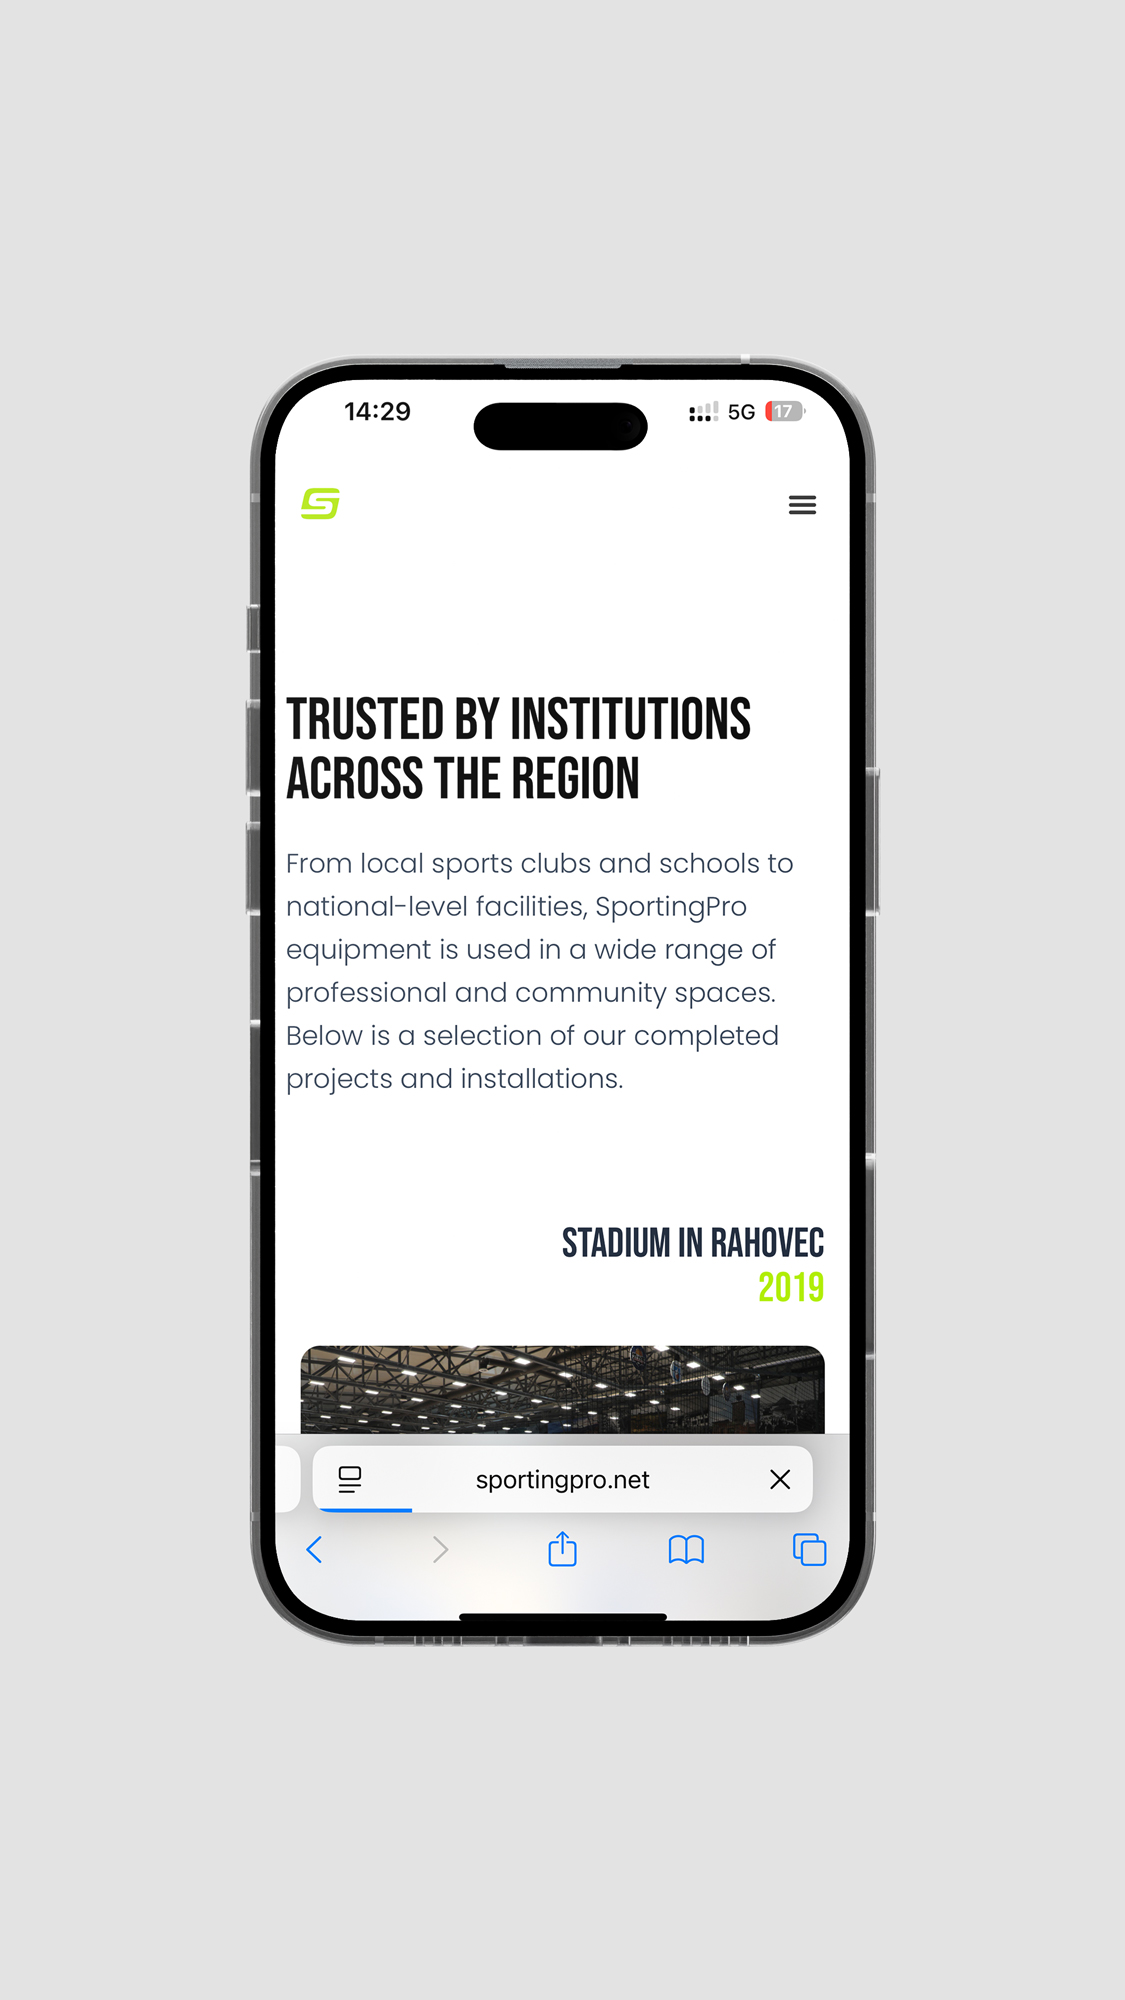 14:29
5G
17
TRUSTED BY INSTITUTIONS
ACROSS THE REGION
From local sports clubs and schools to
national-level facilities, SportingPro
equipment is used in a wide range of
professional and community spaces.
Below is a selection of our completed
projects and installations.
STADIUM IN RAHOVEC
2019
sportingpro.net